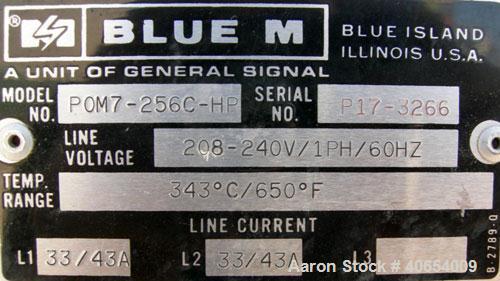 ® BLUE M BLUE ISLAND
ILLINOIS U.S.A.
A UNIT OF GENERAL SIGNAL
MODEL NO. POM7-256C-HP SERIAL NO. P17-3266
LINE VOLTAGE 208-240V/1PH/60HZ
TEMP. RANGE 343°C/650°F
LINE CURRENT
L1 33/43A L2 33/43A L3
B-2789-Q
Aaron Stock # 40654009